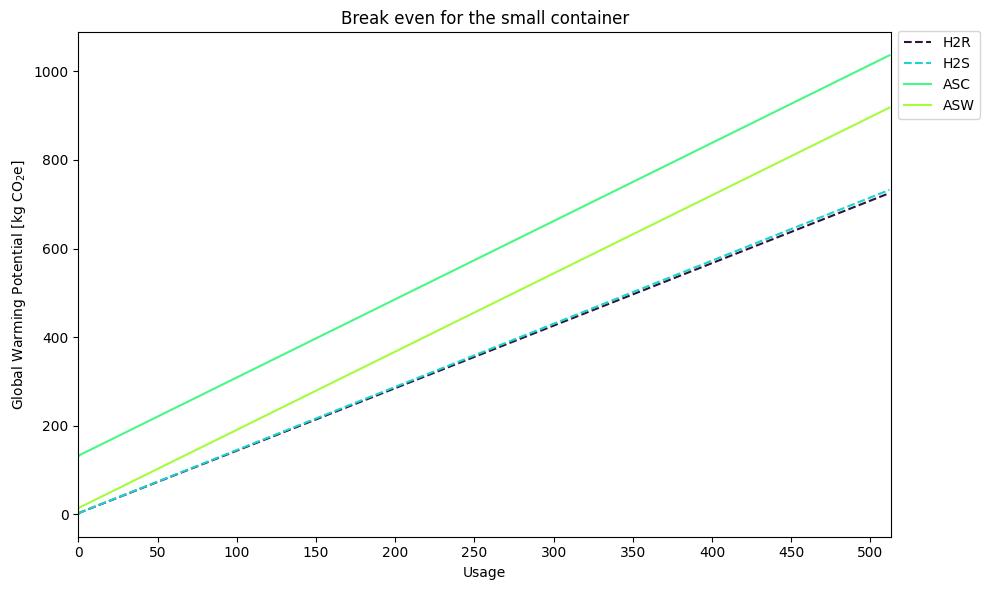 Break even for the small container
H2R
H2S
ASC
ASW
Global Warming Potential [kg CO₂e]
1000
800
600
400
200
0
0 50 100 150 200 250 300 350 400 450 500
Usage